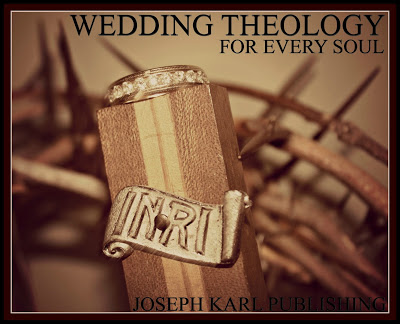 WEDDING THEOLOGY
FOR EVERY SOUL
INRI
JOSEPH KARL PUBLISHING